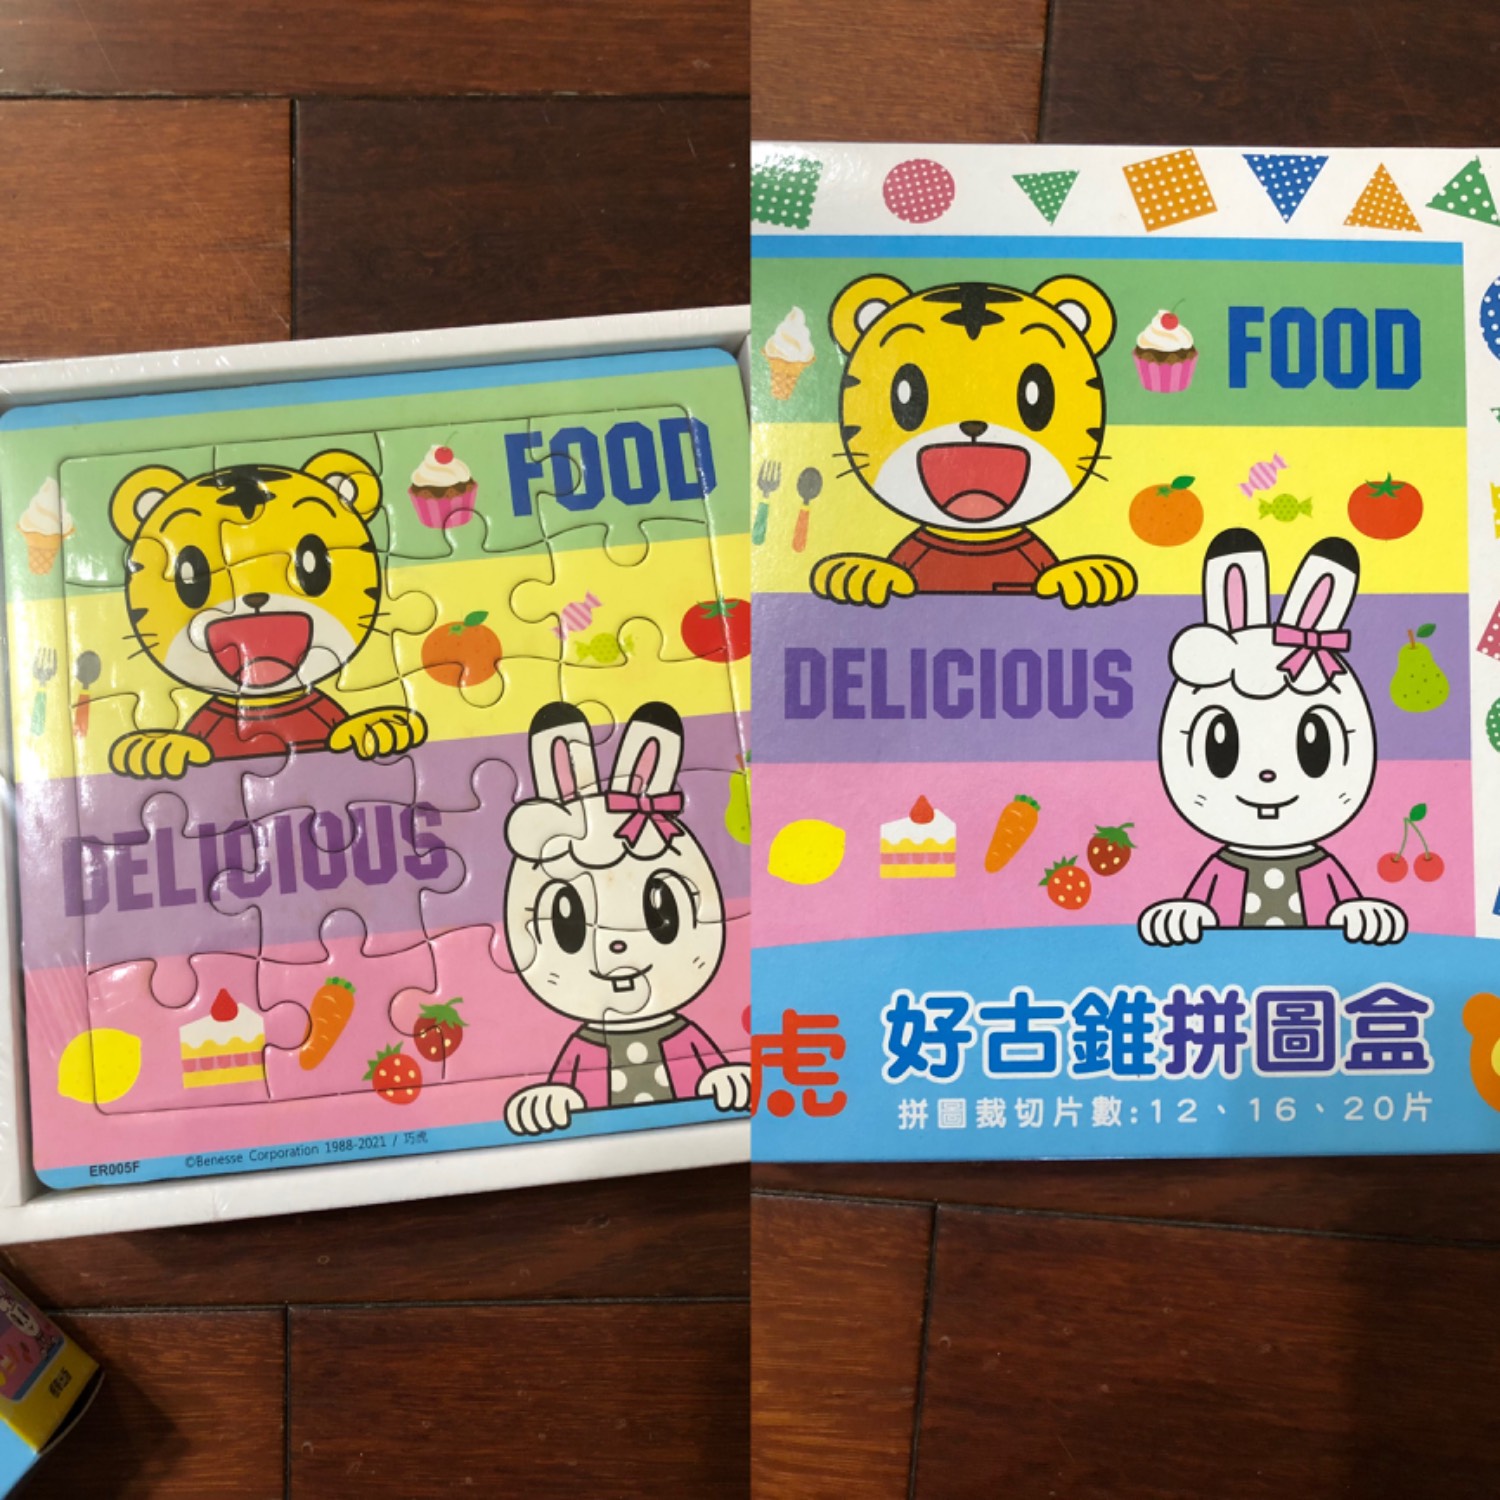 FOOD
DELICIOUS
ER005F ©Benesse Corporation 1988-2021 / 巧虎
FOOD
DELICIOUS
虎 好古錐拼圖盒
拼圖裁切片數:12、16、20片